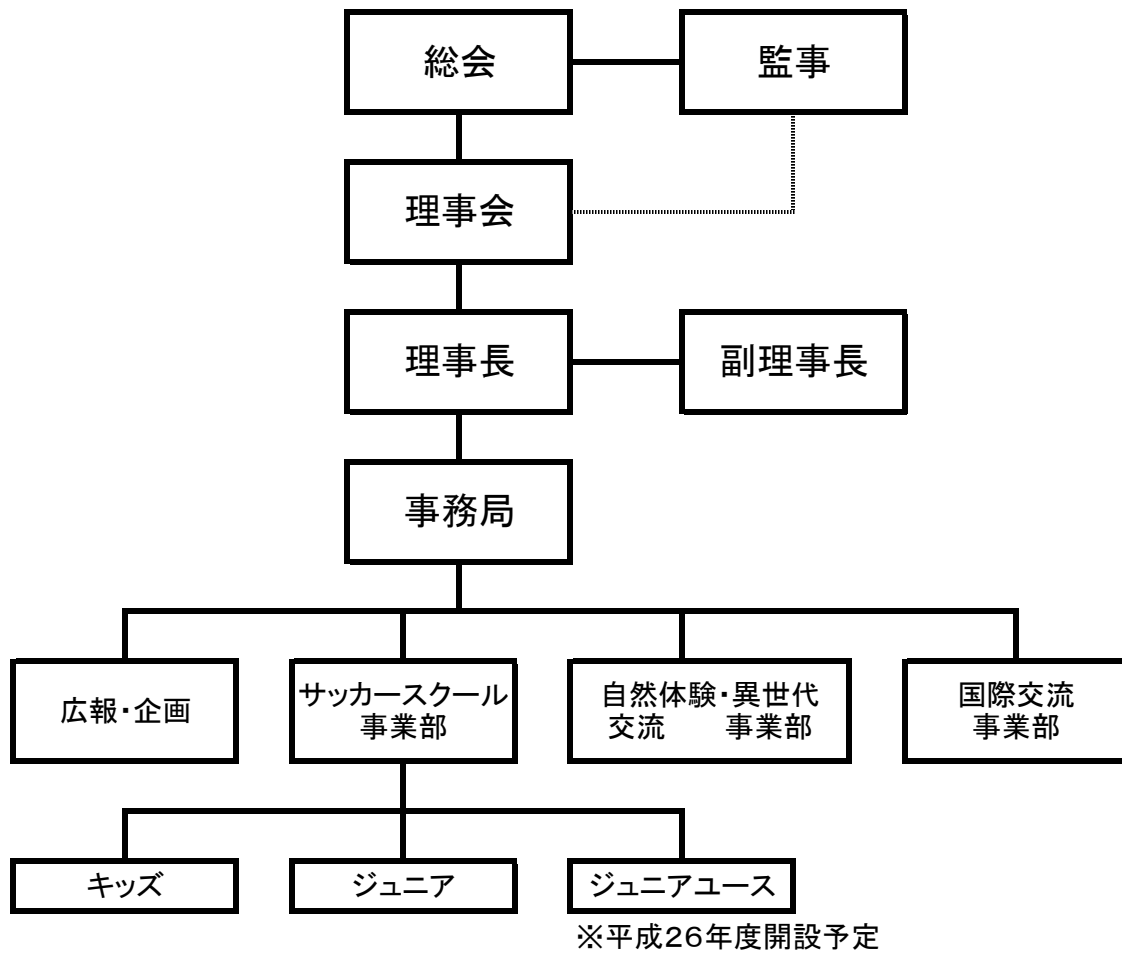 総会
監事
理事会
理事長
副理事長
事務局
広報・企画
サッカースクール
事業部
自然体験・異世代
交流　　事業部
国際交流
事業部
キッズ
ジュニア
ジュニアユース
※平成26年度開設予定